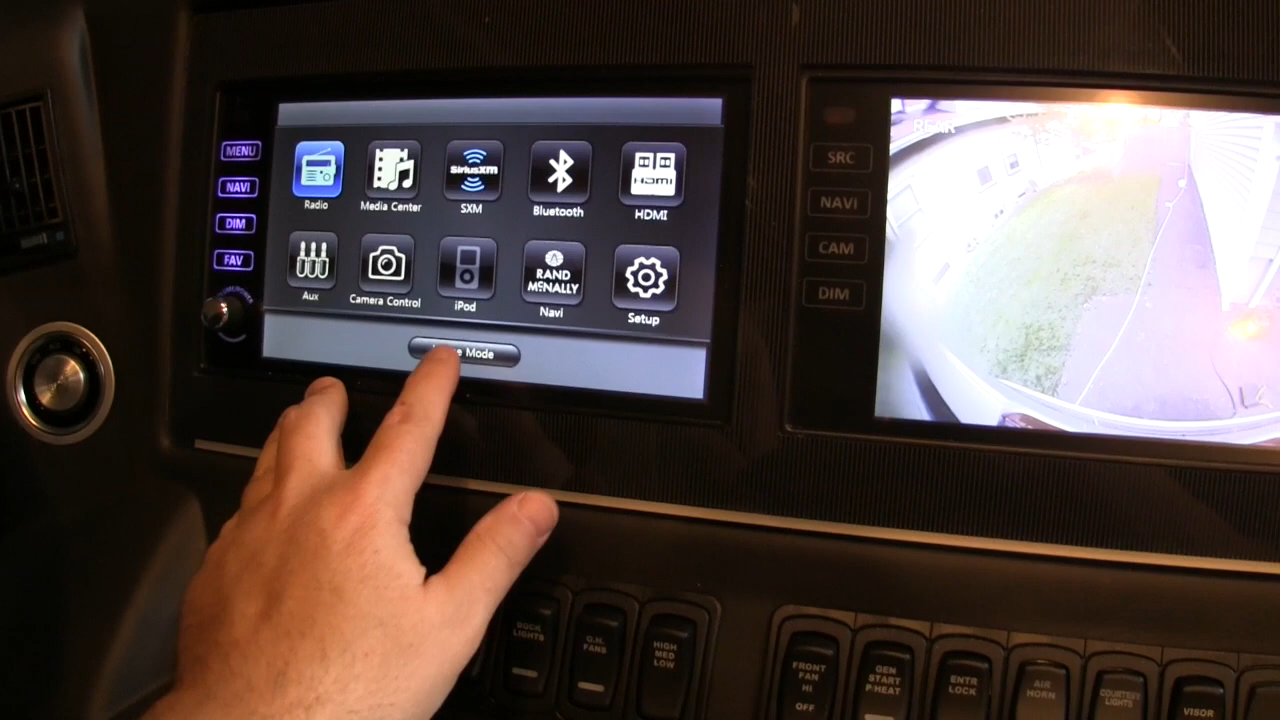 MENU
NAVI
DIM
FAV
Radio
Media Center
SiriusXM
SXM
Bluetooth
HDMI
HDMI
Aux
Camera Control
iPod
RAND
McNALLY
Navi
Setup
Mode
SRC
NAVI
CAM
DIM
REAR
DOCK
LIGHTS
O.H.
FANS
HIGH
MED
LOW
FRONT
FAN
HI
OFF
GEN
START
P-HEAT
ENTR
LOCK
AIR
HORN
COURTESY
LIGHTS
VISOR